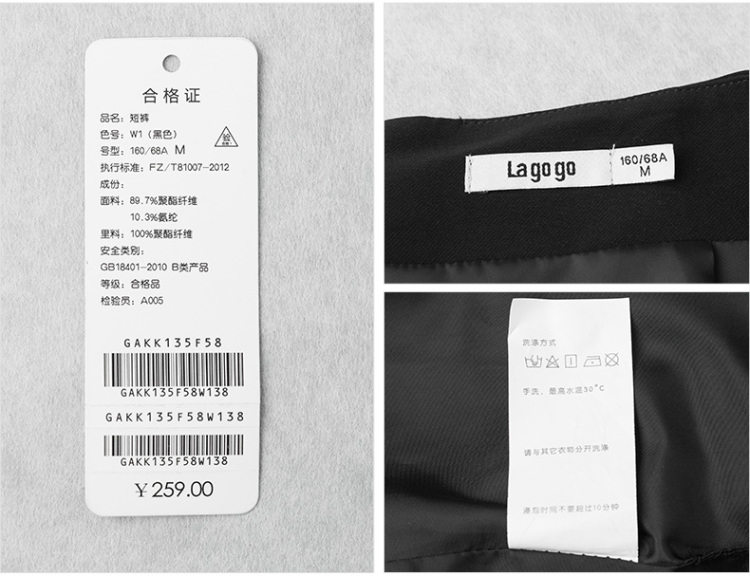 合格证
品名：短裤
色号：W1（黑色）
号型：160/68A M
执行标准：FZ/T81007-2012
成份：
面料：89.7%聚酯纤维
10.3%氨纶
里料：100%聚酯纤维
安全类别：
GB18401-2010 B类产品
等级：合格品
检验员：A005
GAKK135F58
GAKK135F58W138
GAKK135F58W138
GAKK135F58W138
￥259.00
Lagogo
160/68A
M
洗涤方式
手洗，最高水温30°C
请与其它衣物分开洗涤
浸泡时间不要超过10分钟